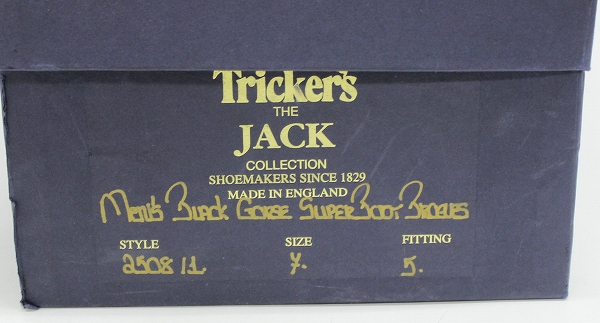 Tricker's
THE
JACK
COLLECTION
SHOEMAKERS SINCE 1829
MADE IN ENGLAND
Men's Black Gorse Super Boot Brogues
STYLE SIZE FITTING
2508/1. 7. 5.